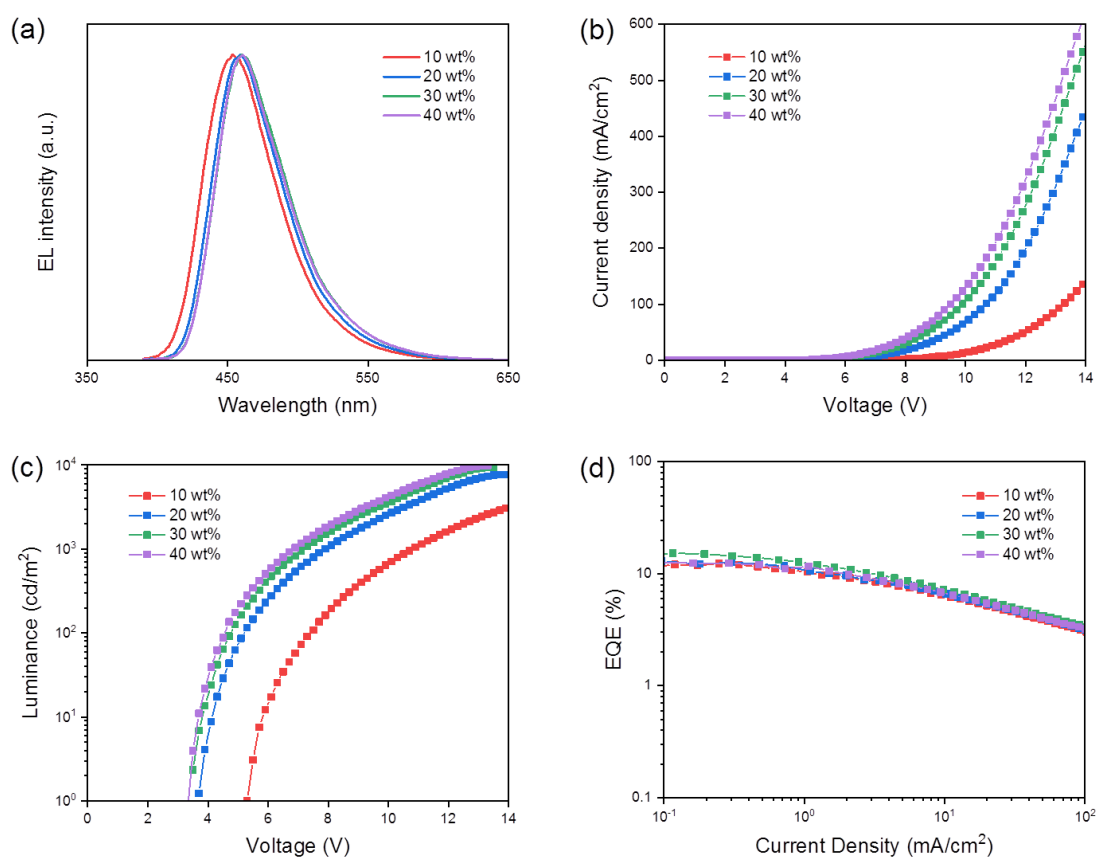 (a)
10 wt%
20 wt%
30 wt%
40 wt%
EL intensity (a.u.)
350 450 550 650
Wavelength (nm)
(b)
600
500
400
300
200
100
0
10 wt%
20 wt%
30 wt%
40 wt%
Current density (mA/cm²)
0 2 4 6 8 10 12 14
Voltage (V)
(c)
10⁴
10³
10²
10¹
10⁰
10 wt%
20 wt%
30 wt%
40 wt%
Luminance (cd/m²)
0 2 4 6 8 10 12 14
Voltage (V)
(d)
100
10
1
0.1
10 wt%
20 wt%
30 wt%
40 wt%
EQE (%)
10⁻¹ 10⁰ 10¹ 10²
Current Density (mA/cm²)